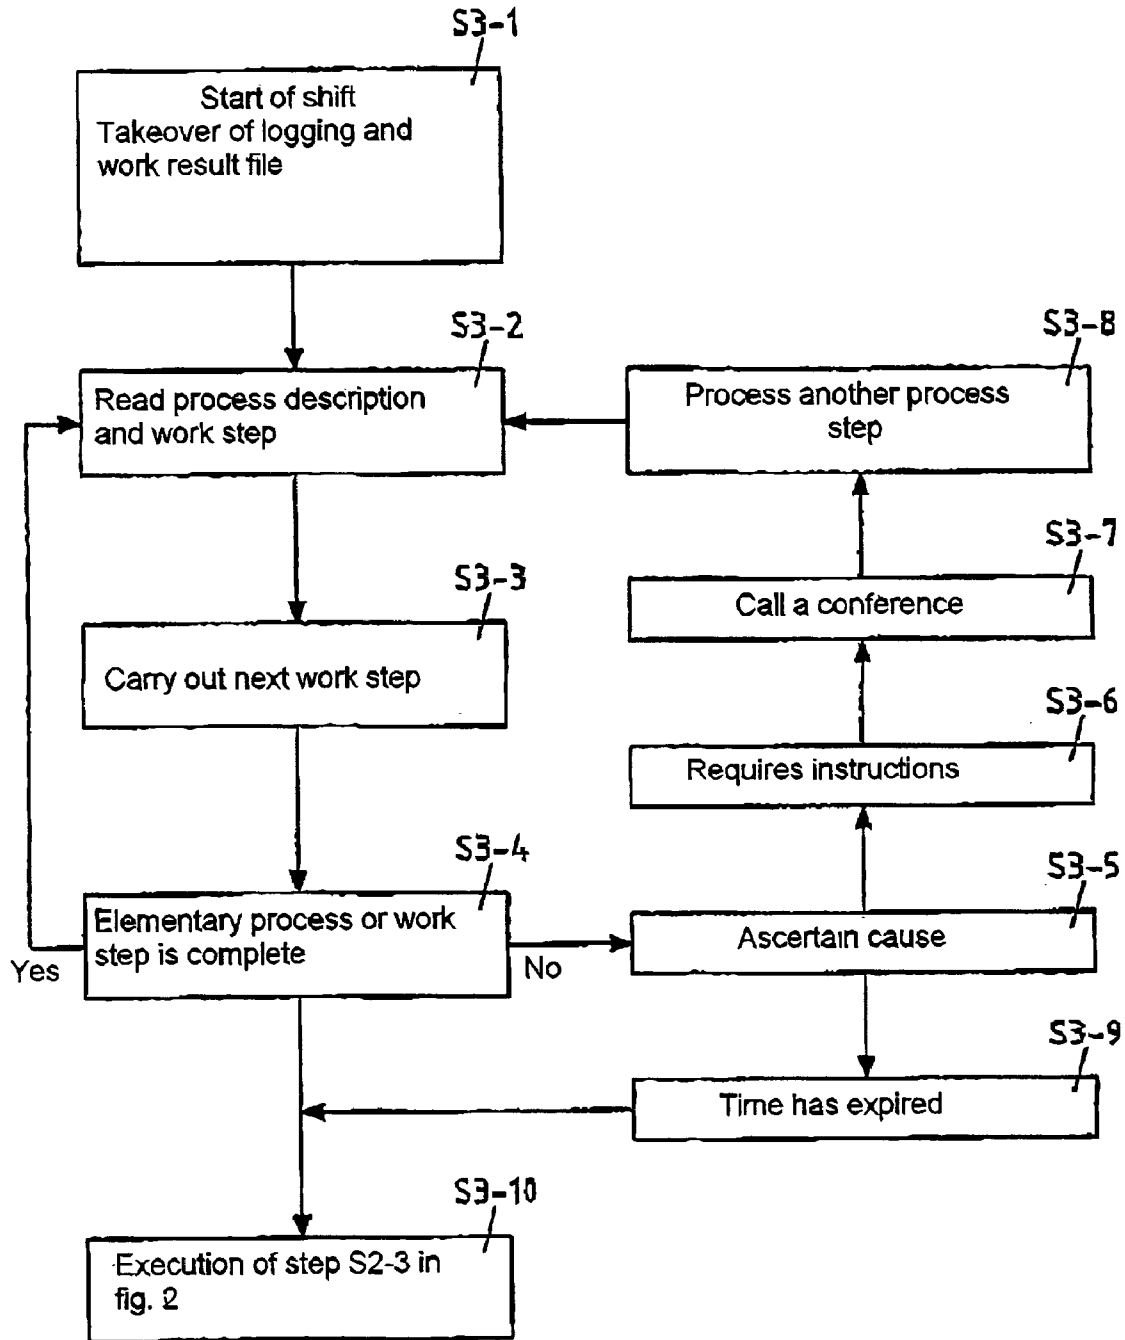 S3-1
Start of shift
Takeover of logging and
work result file
S3-2
Read process description
and work step
S3-8
Process another process
step
S3-7
Call a conference
S3-3
Carry out next work step
S3-6
Requires instructions
S3-4
Elementary process or work
step is complete
Yes
No
S3-5
Ascertain cause
S3-9
Time has expired
S3-10
Execution of step S2-3 in
fig. 2